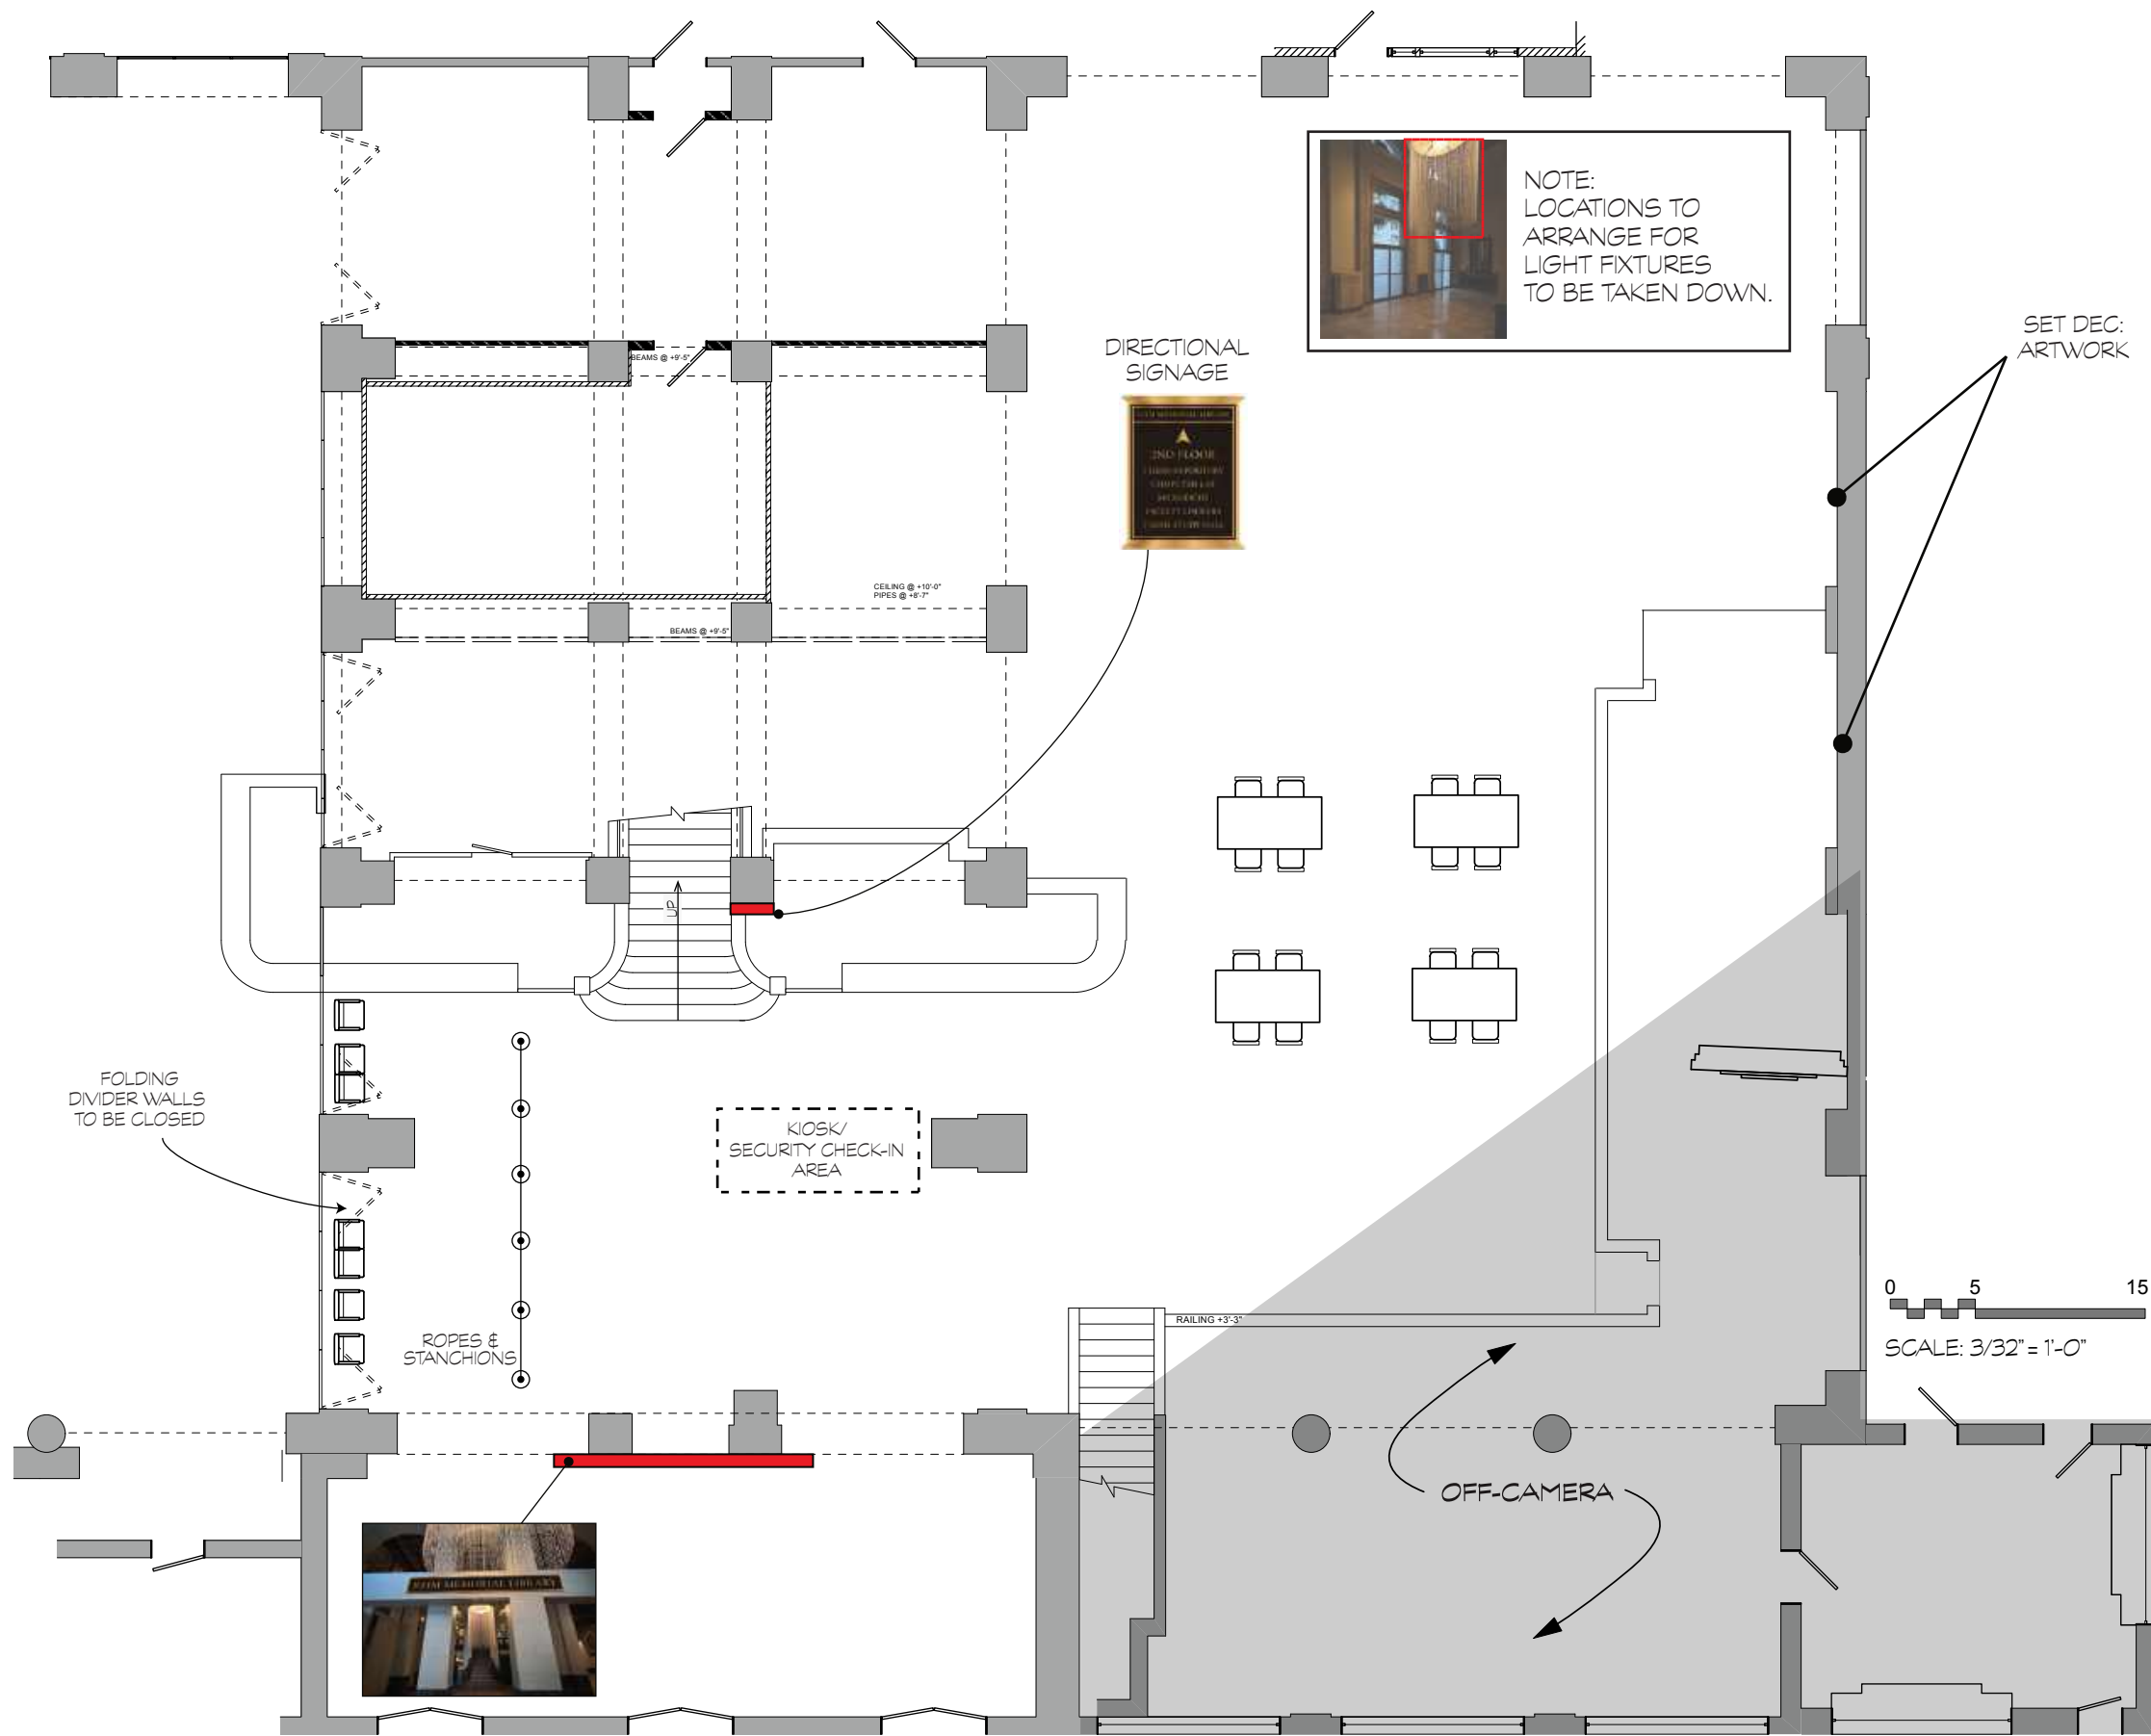 NOTE:
LOCATIONS TO
ARRANGE FOR
LIGHT FIXTURES
TO BE TAKEN DOWN.
SET DEC:
ARTWORK
DIRECTIONAL
SIGNAGE
2ND FLOOR
BEAMS @ +9'-5"
CEILING @ +10'-0"
PIPES @ +8'-7"
BEAMS @ +9'-5"
UP
FOLDING
DIVIDER WALLS
TO BE CLOSED
KIOSK/
SECURITY CHECK-IN
AREA
ROPES &
STANCHIONS
RAILING +3'-3"
0 5 15
SCALE: 3/32" = 1'-0"
OFF-CAMERA
MEMORIAL LIBRARY